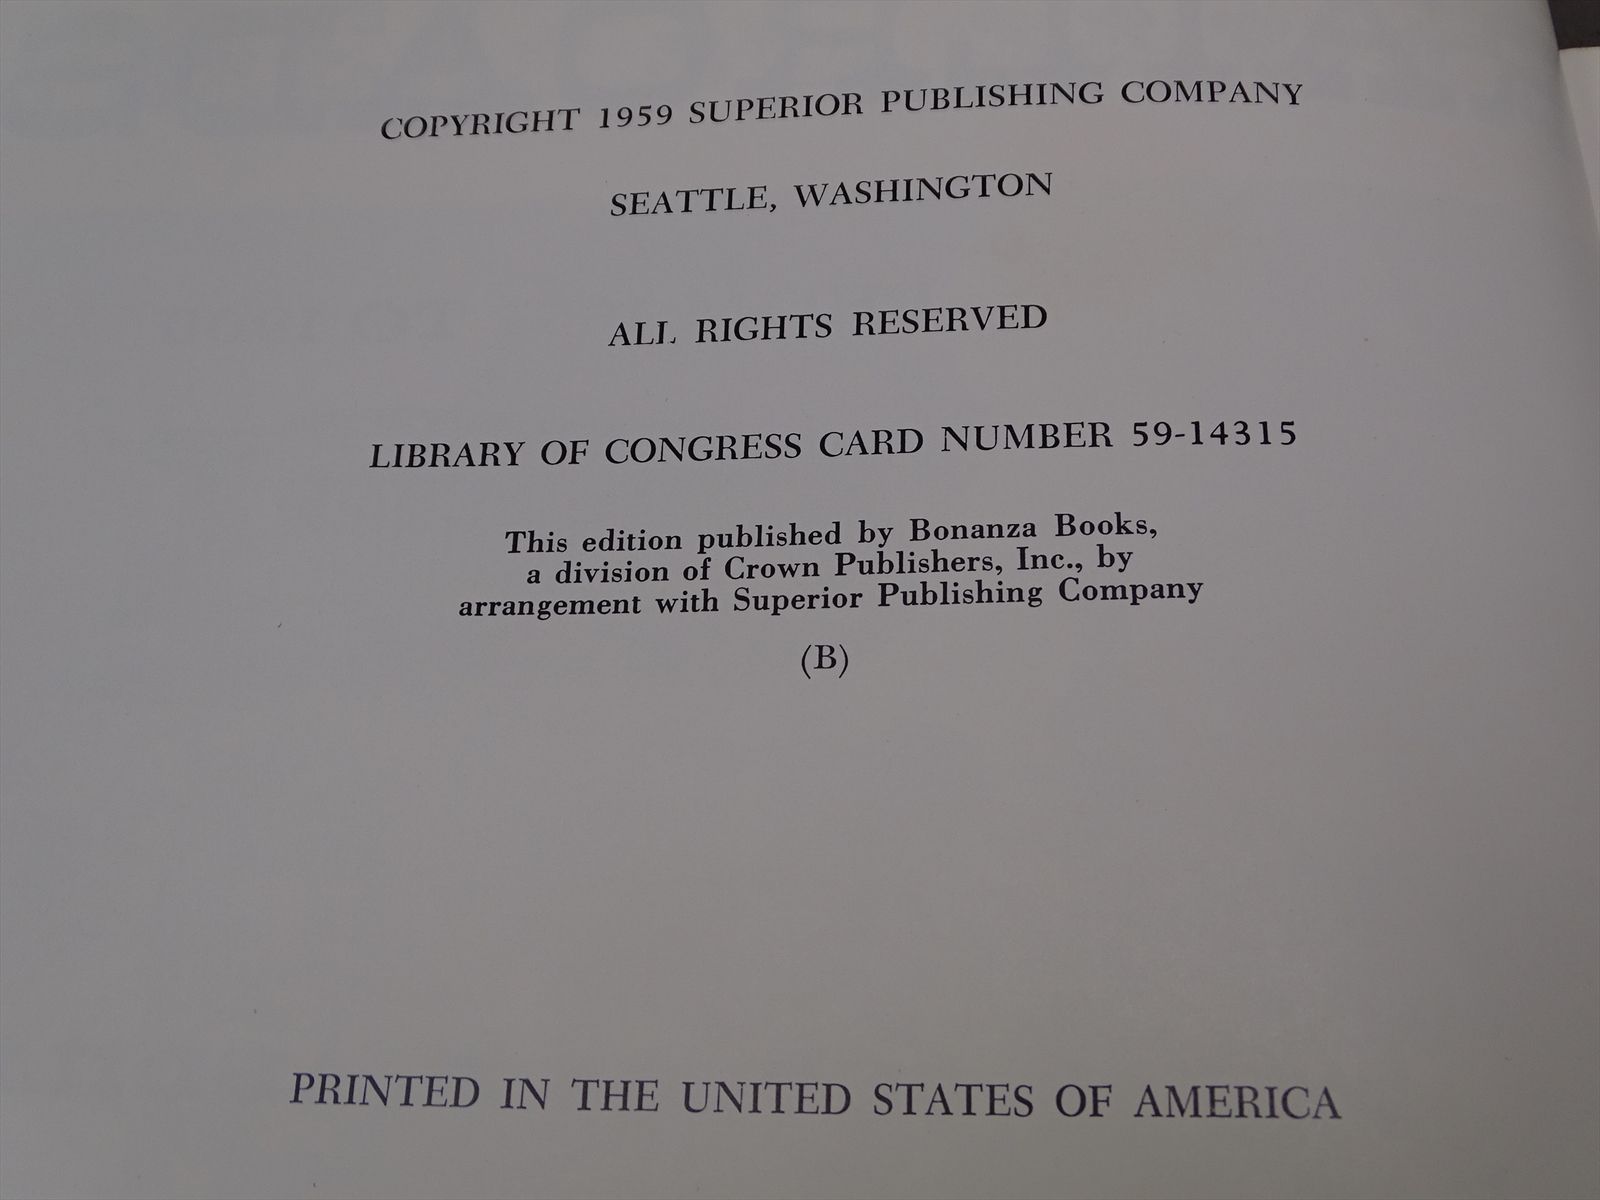 COPYRIGHT 1959 SUPERIOR PUBLISHING COMPANY
SEATTLE, WASHINGTON
ALL RIGHTS RESERVED
LIBRARY OF CONGRESS CARD NUMBER 59-14315
This edition published by Bonanza Books,
a division of Crown Publishers, Inc., by
arrangement with Superior Publishing Company
(B)
PRINTED IN THE UNITED STATES OF AMERICA